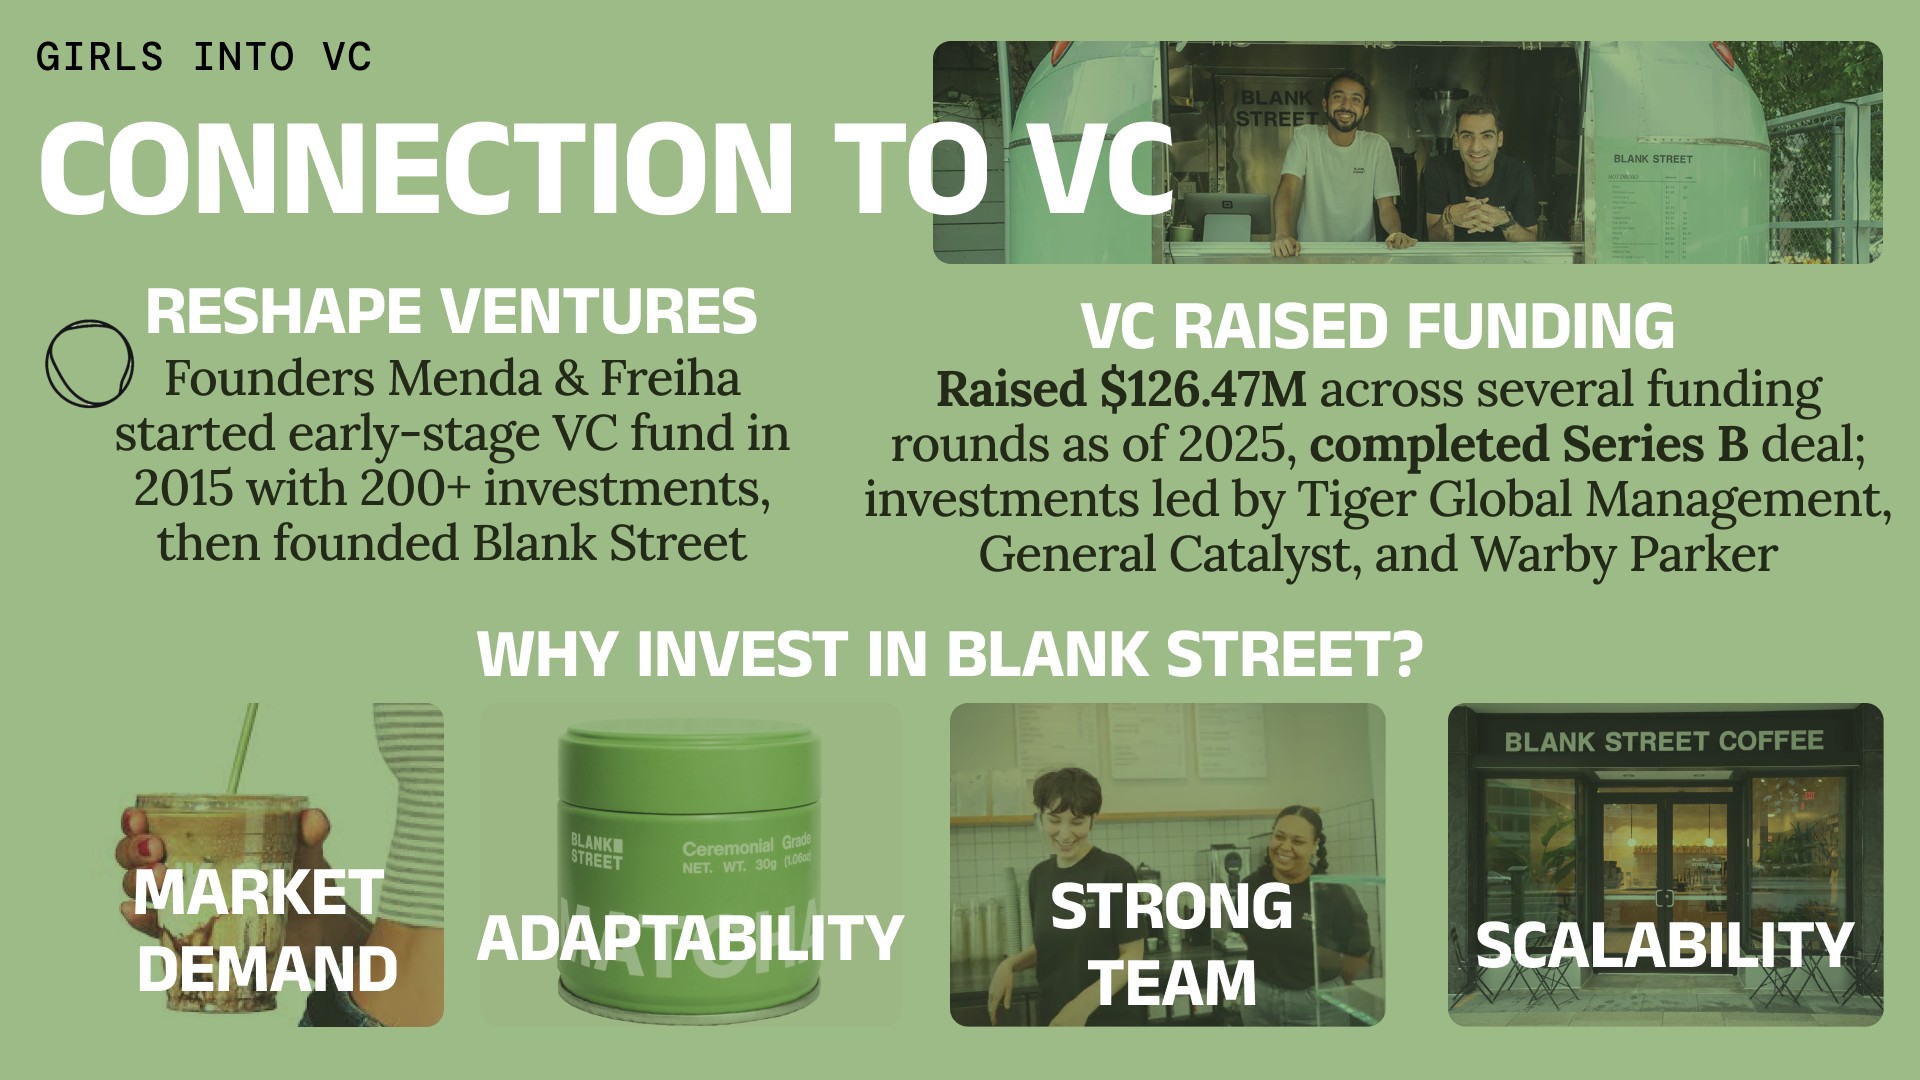 GIRLS INTO VC
CONNECTION TO VC
BLANK
STREET
BLANK STREET
RESHAPE VENTURES
Founders Menda & Freiha
started early-stage VC fund in
2015 with 200+ investments,
then founded Blank Street
VC RAISED FUNDING
Raised $126.47M across several funding
rounds as of 2025, completed Series B deal;
investments led by Tiger Global Management,
General Catalyst, and Warby Parker
WHY INVEST IN BLANK STREET?
MARKET
DEMAND
BLANK
STREET
Ceremonial Grade
NET. WT. 30g (1.06oz)
MATCHA
ADAPTABILITY
STRONG
TEAM
BLANK STREET COFFEE
SCALABILITY